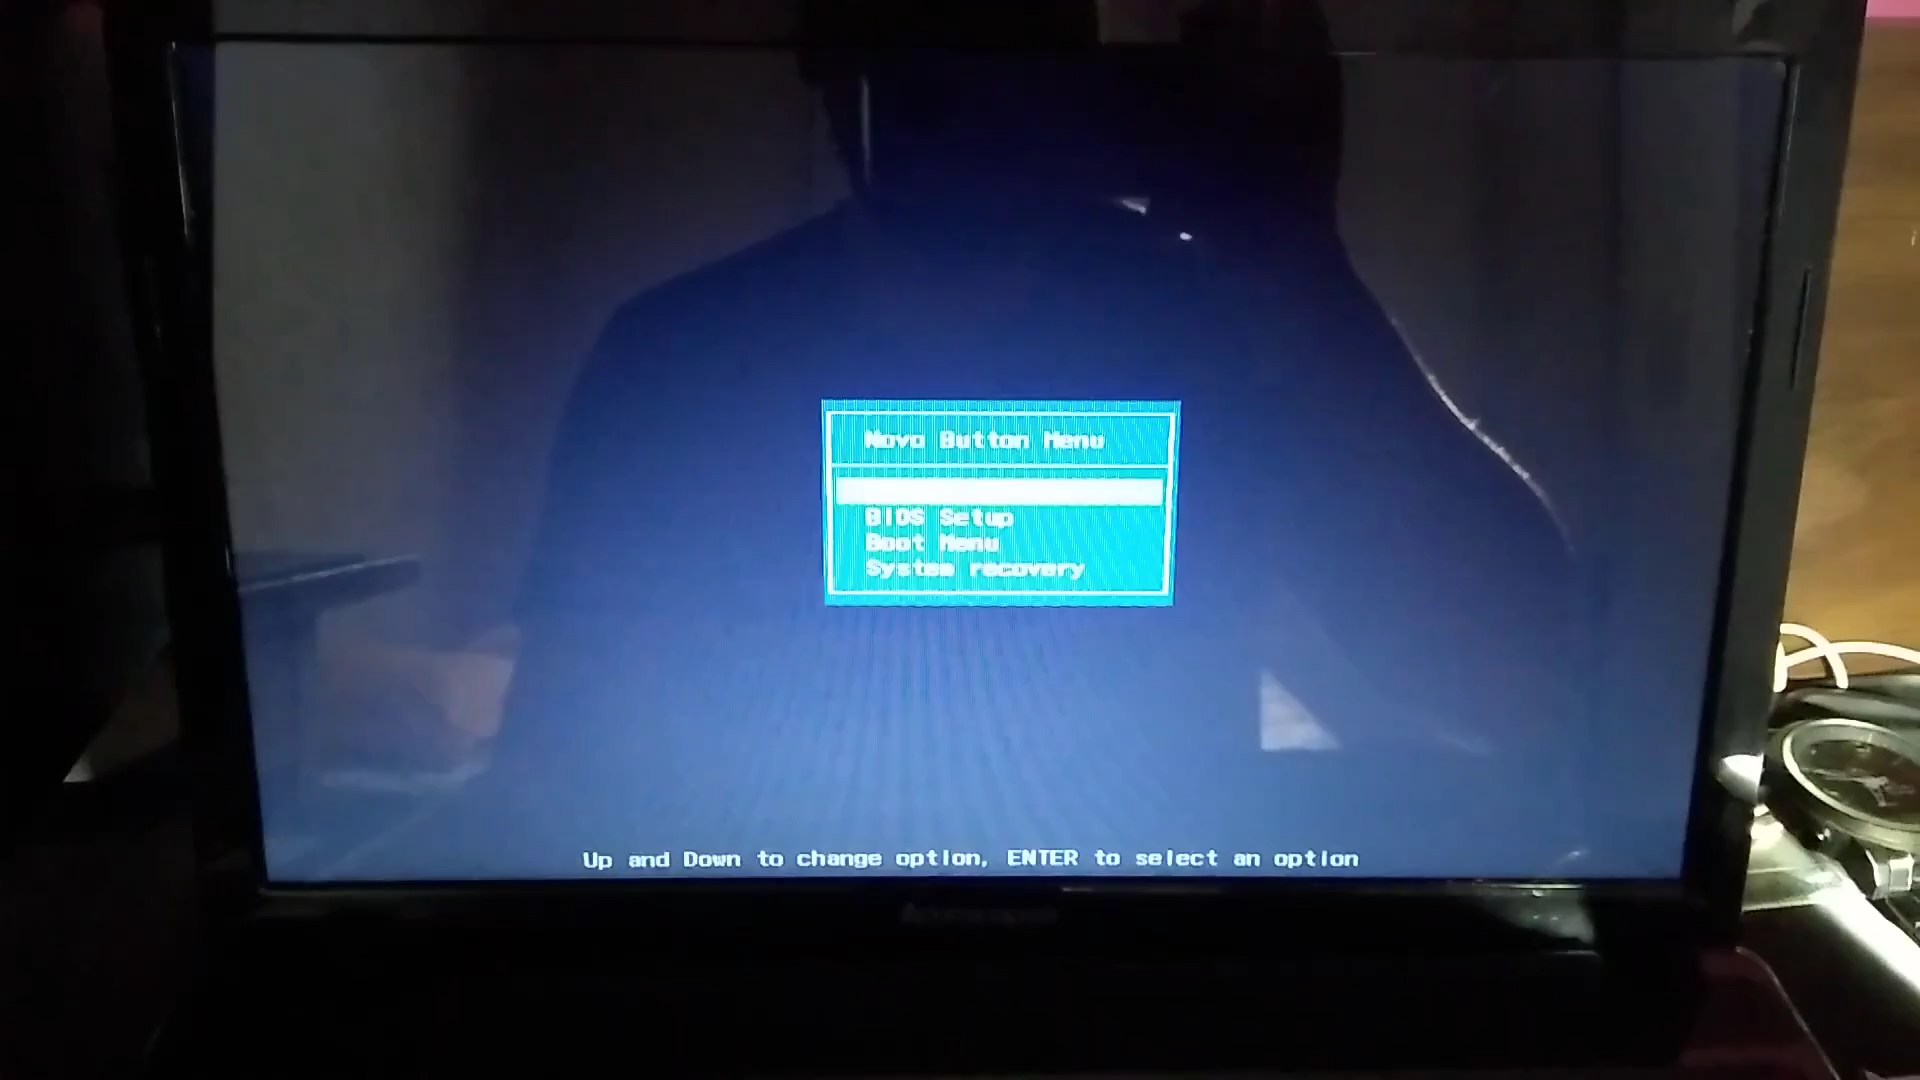 Novo Button Menu
BIOS Setup
Boot Menu
System recovery
Up and Down to change option, ENTER to select an option